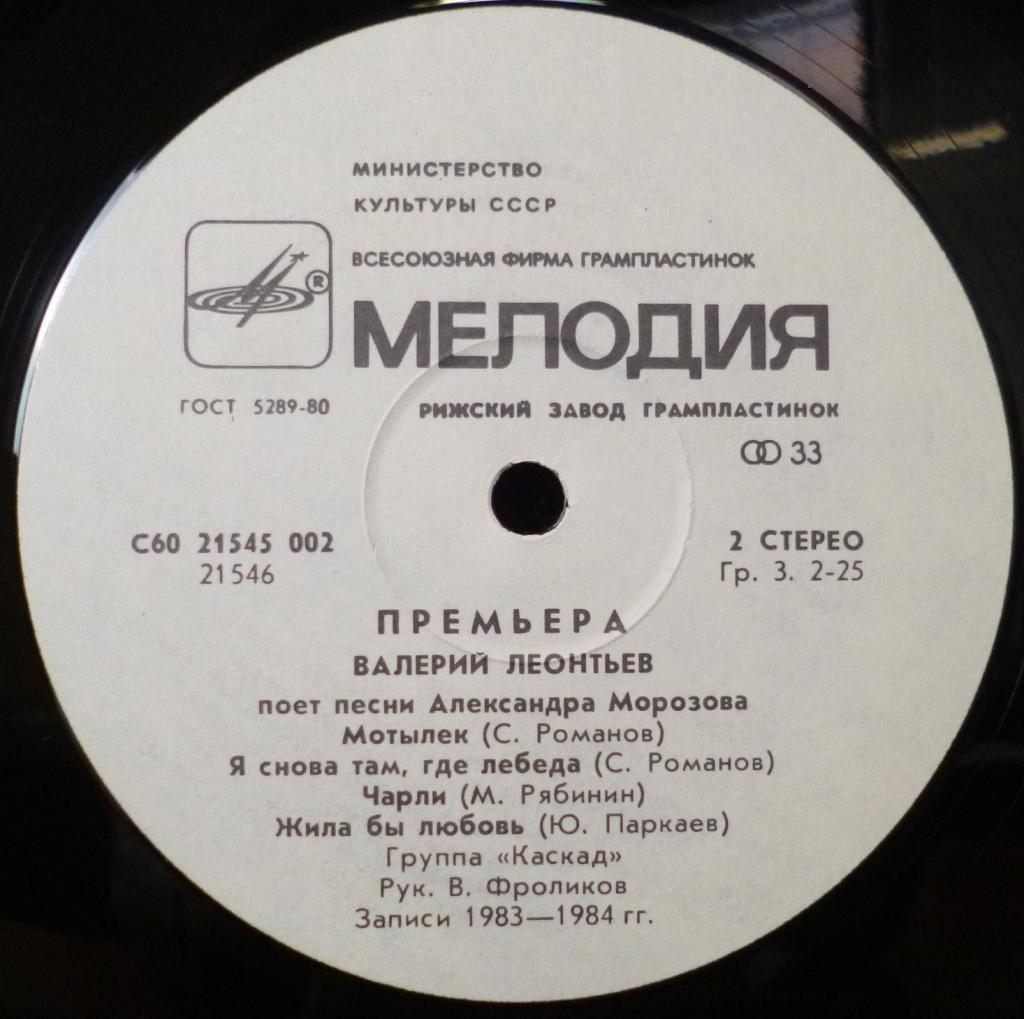 МИНИСТЕРСТВО
КУЛЬТУРЫ СССР
ВСЕСОЮЗНАЯ ФИРМА ГРАМПЛАСТИНОК
®
МЕЛОДИЯ
ГОСТ 5289-80
РИЖСКИЙ ЗАВОД ГРАМПЛАСТИНОК
33
С60 21545 002
2 СТЕРЕО
21546
Гр. 3. 2-25
ПРЕМЬЕРА
ВАЛЕРИЙ ЛЕОНТЬЕВ
поет песни Александра Морозова
Мотылек (С. Романов)
Я снова там, где лебеда (С. Романов)
Чарли (М. Рябинин)
Жила бы любовь (Ю. Паркаев)
Группа «Каскад»
Рук. В. Фроликов
Записи 1983—1984 гг.